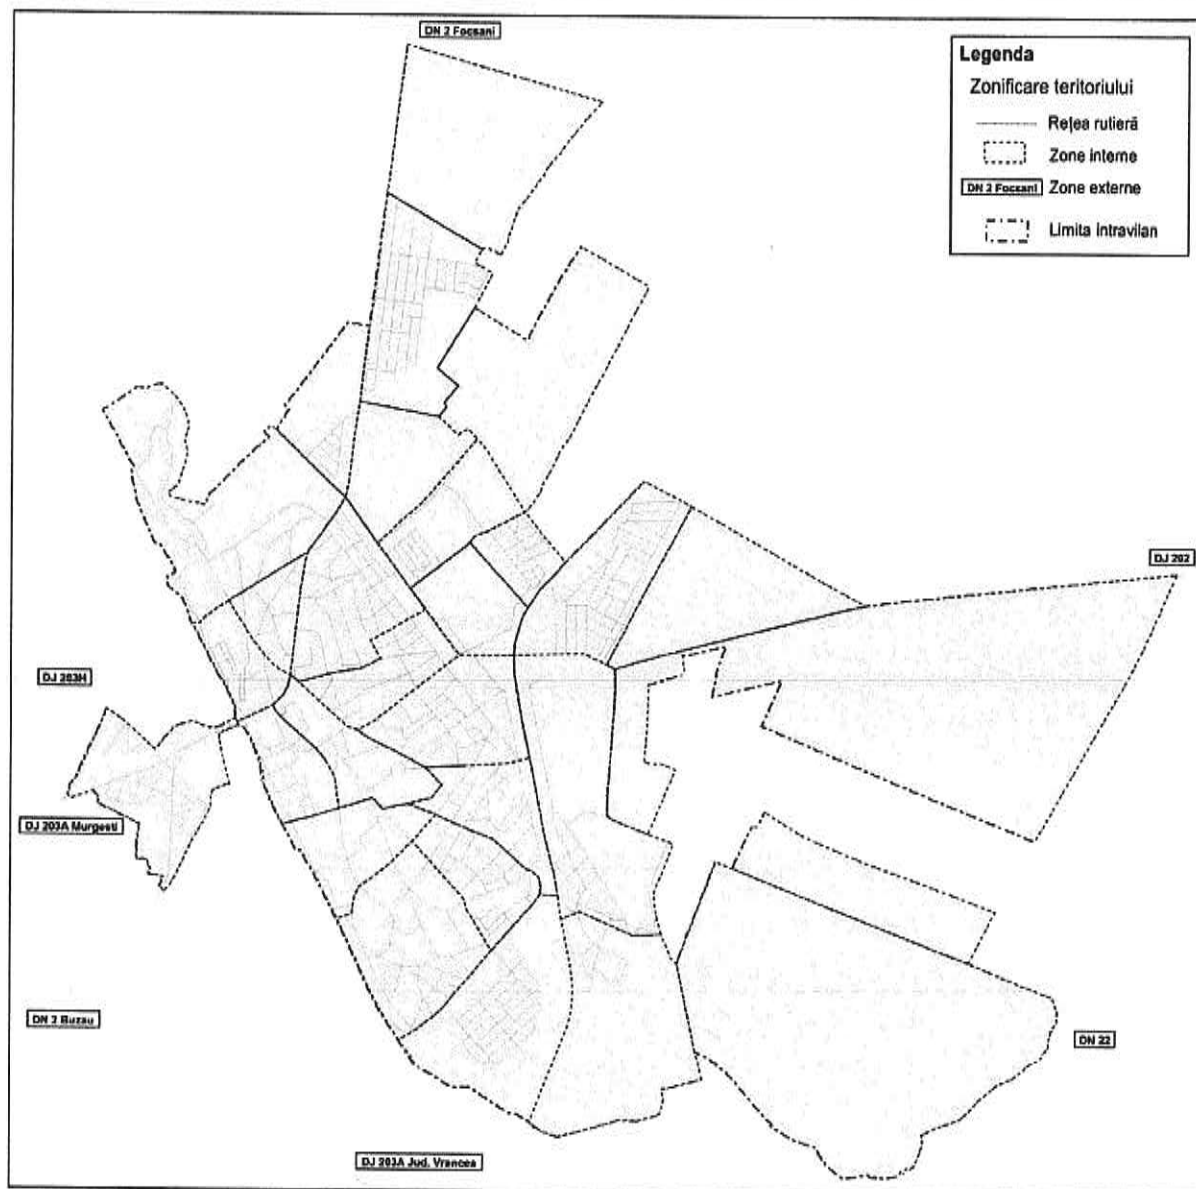 DN 2 Focsani
Legenda
Zonificare teritoriului
Rețea rutieră
Zone interne
DN 2 Focsani Zone externe
Limita intravilan
DJ 202
DJ 203H
DJ 203A Murgesti
DN 2 Buzau
DN 22
DJ 203A Jud. Vrancea